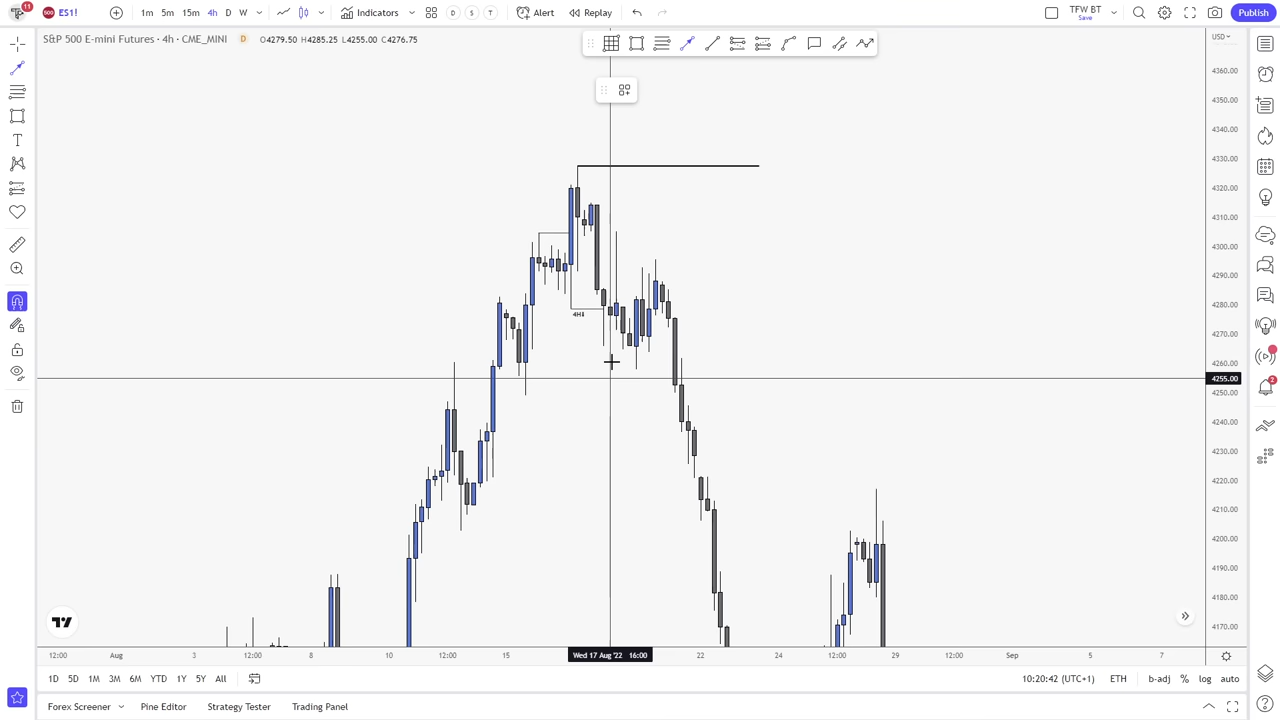 11
500 ES1!
1m 5m 15m 4h D W
Indicators
D S T
Alert
Replay
TFW BT
Save
Publish
S&P 500 E-mini Futures · 4h · CME_MINI
D
O4279.50 H4285.25 L4255.00 C4276.75
USD
4360.00
4350.00
4340.00
4330.00
4320.00
4310.00
4300.00
4290.00
4280.00
4270.00
4260.00
4255.00
4250.00
4240.00
4230.00
4220.00
4210.00
4200.00
4190.00
4180.00
4170.00
2
12:00 Aug 3 12:00 8 10 12:00 15 Wed 17 Aug '22 16:00 22 24 12:00 29 12:00 Sep 5 7
1D 5D 1M 3M 6M YTD 1Y 5Y All
10:20:42 (UTC+1) ETH b-adj % log auto
Forex Screener Pine Editor Strategy Tester Trading Panel